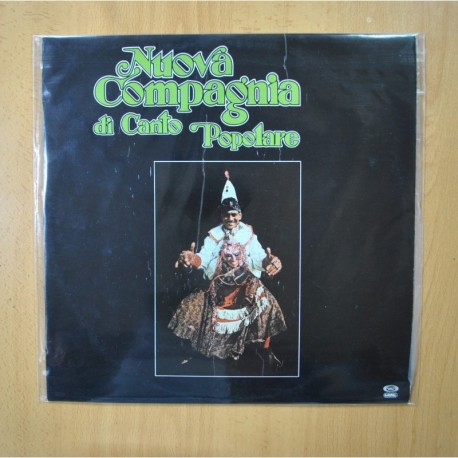 Nuova
Compagnia
di Canto Popolare